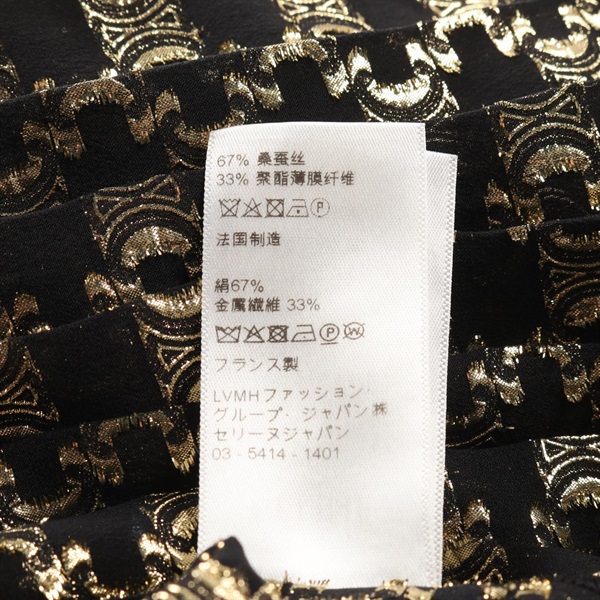 67% 桑蚕丝
33% 聚酯薄膜纤维
P
法国制造
絹67%
金属繊維 33%
P W
フランス製
LVMHファッション・
グループ・ジャパン㈱
セリーヌジャパン
03 - 5414 - 1401